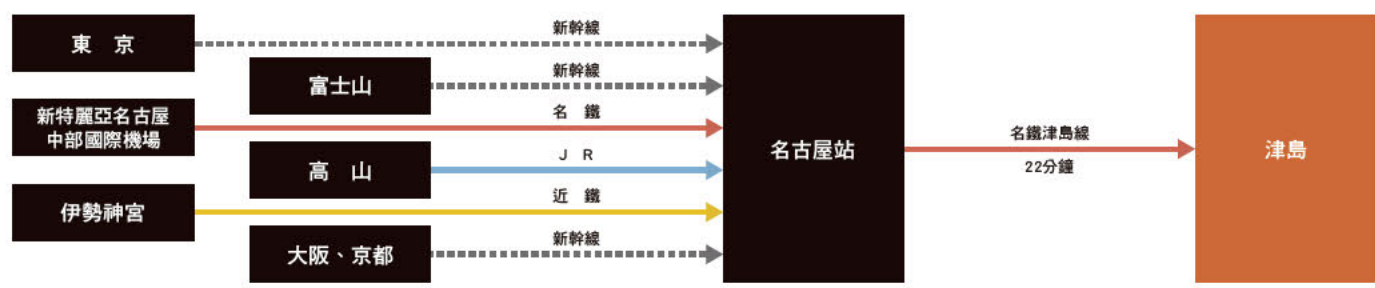 東　京
新幹線
富士山
新幹線
新特麗亞名古屋
中部國際機場
名　鐵
高　山
J R
伊勢神宮
近　鐵
大阪、京都
新幹線
名古屋站
名鐵津島線
22分鐘
津島